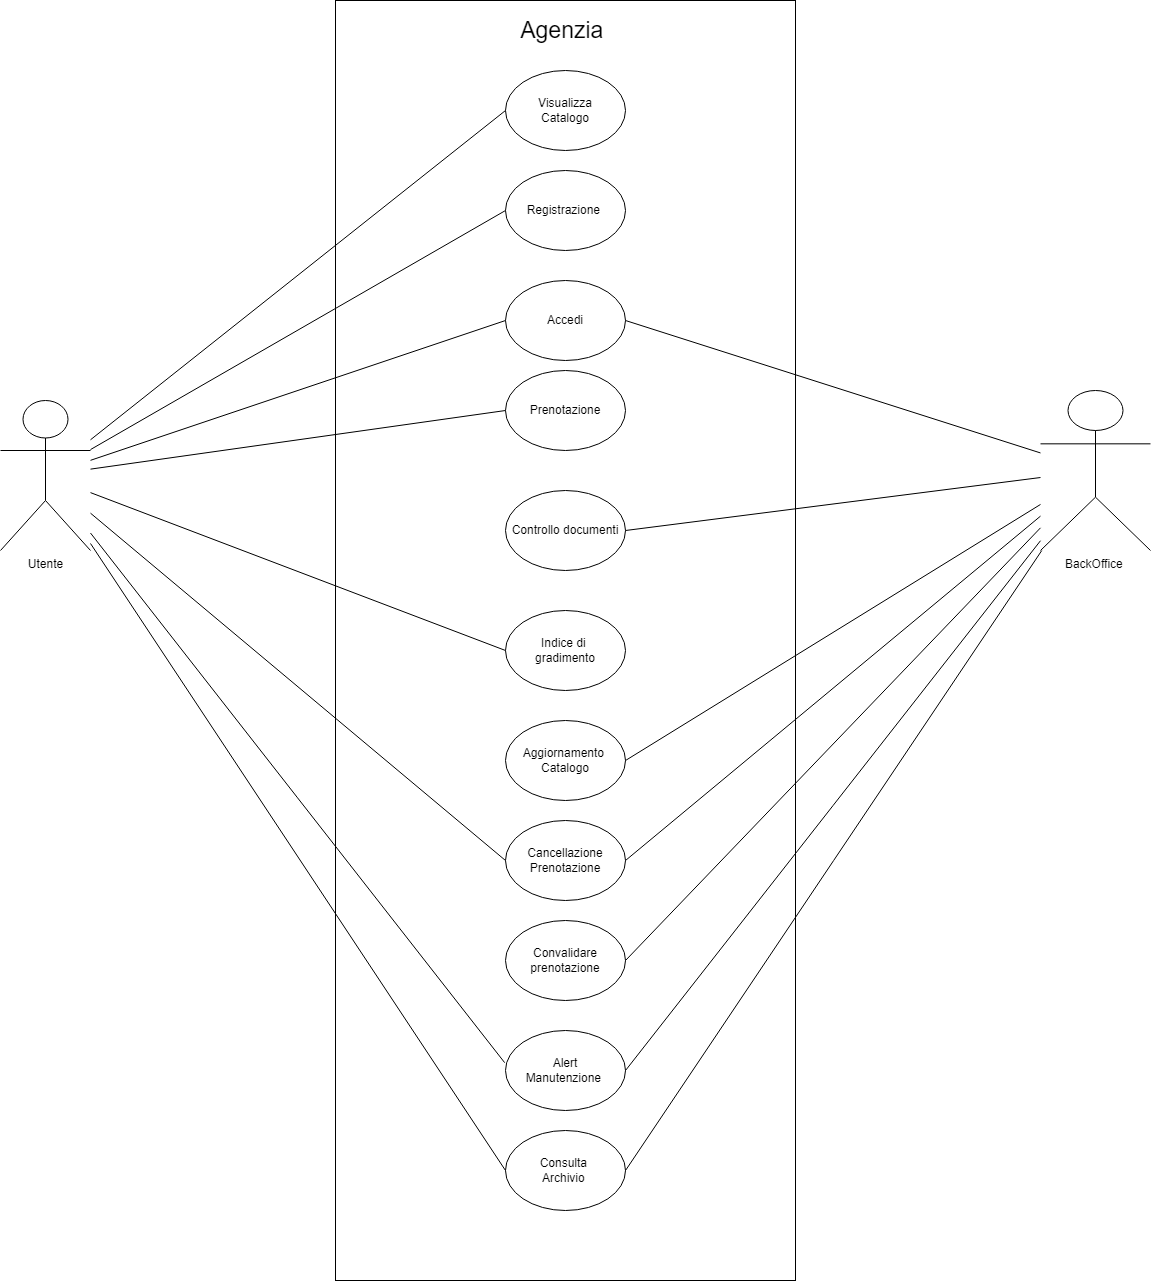 Agenzia
Visualizza
Catalogo
Registrazione
Accedi
Prenotazione
Controllo documenti
Utente
BackOffice
Indice di
gradimento
Aggiornamento
Catalogo
Cancellazione
Prenotazione
Convalidare
prenotazione
Alert
Manutenzione
Consulta
Archivio